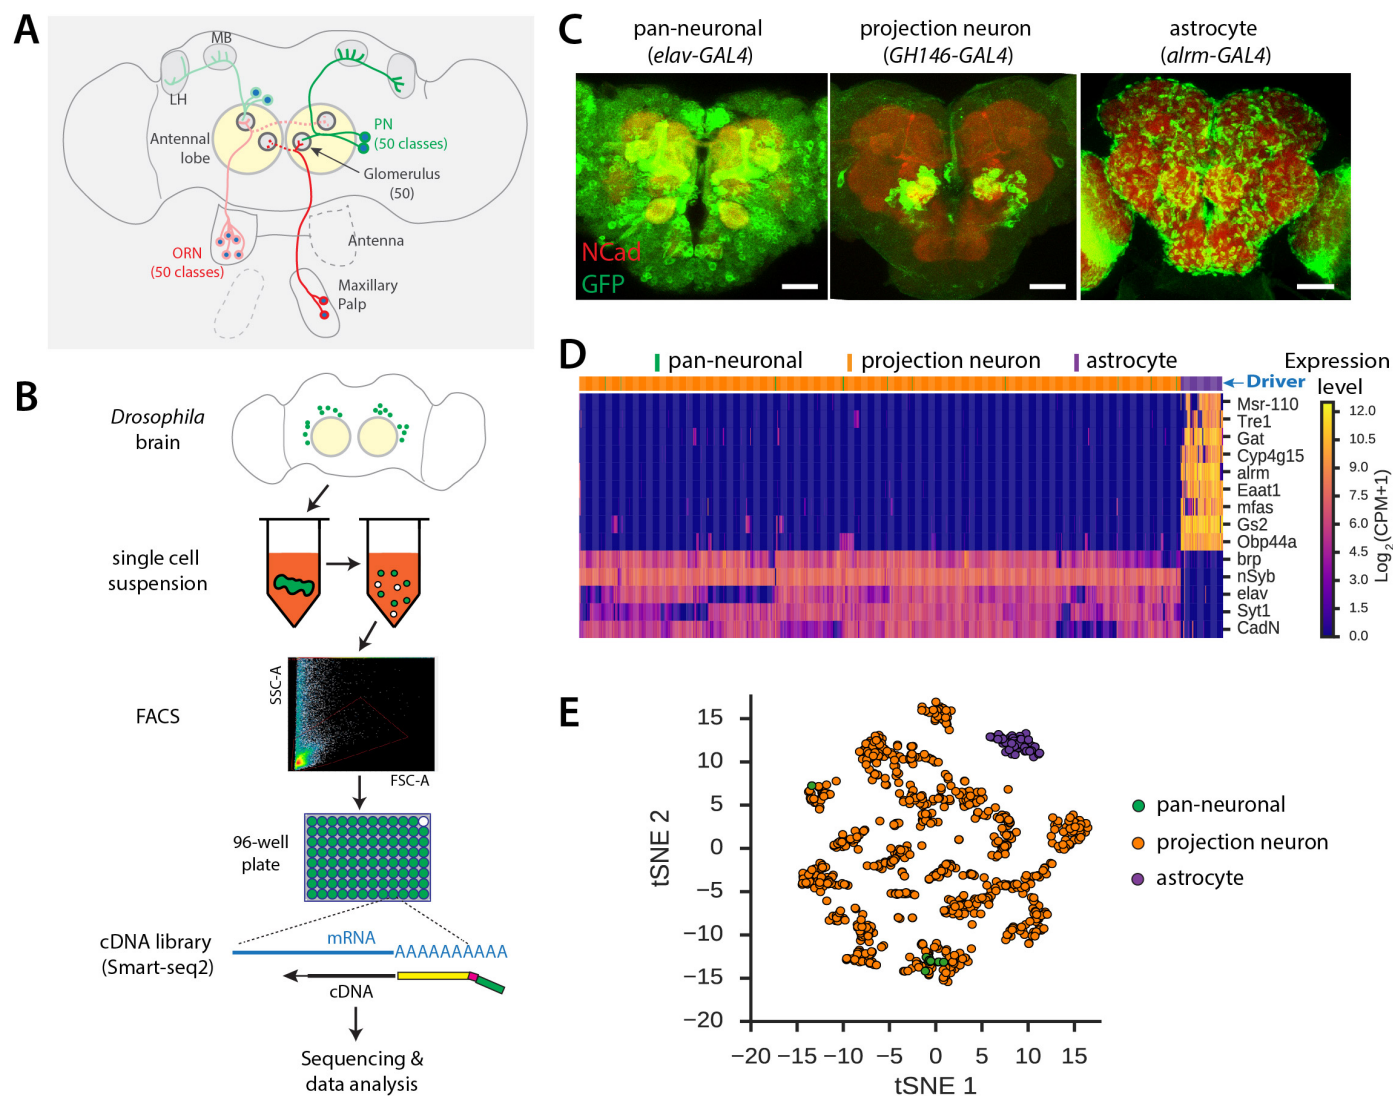 A
MB
LH
PN
(50 classes)
Antennal
lobe
Glomerulus
(50)
ORN
(50 classes)
Antenna
Maxillary
Palp
B
Drosophila
brain
single cell
suspension
FACS
SSC-A
FSC-A
96-well
plate
cDNA library
(Smart-seq2)
mRNA
AAAAAAAAAA
cDNA
Sequencing &
data analysis
C
pan-neuronal
(elav-GAL4)
projection neuron
(GH146-GAL4)
astrocyte
(alrm-GAL4)
NCad
GFP
D
pan-neuronal
projection neuron
astrocyte
Driver
Expression
level
Msr-110
Tre1
Gat
Cyp4g15
alrm
Eaat1
mfas
Gs2
Obp44a
brp
nSyb
elav
Syt1
CadN
12.0
10.5
9.0
7.5
6.0
4.5
3.0
1.5
0.0
Log2(CPM+1)
E
15
10
5
0
−5
−10
−15
−20
tSNE 2
−20 −15 −10 −5 0 5 10 15
tSNE 1
pan-neuronal
projection neuron
astrocyte